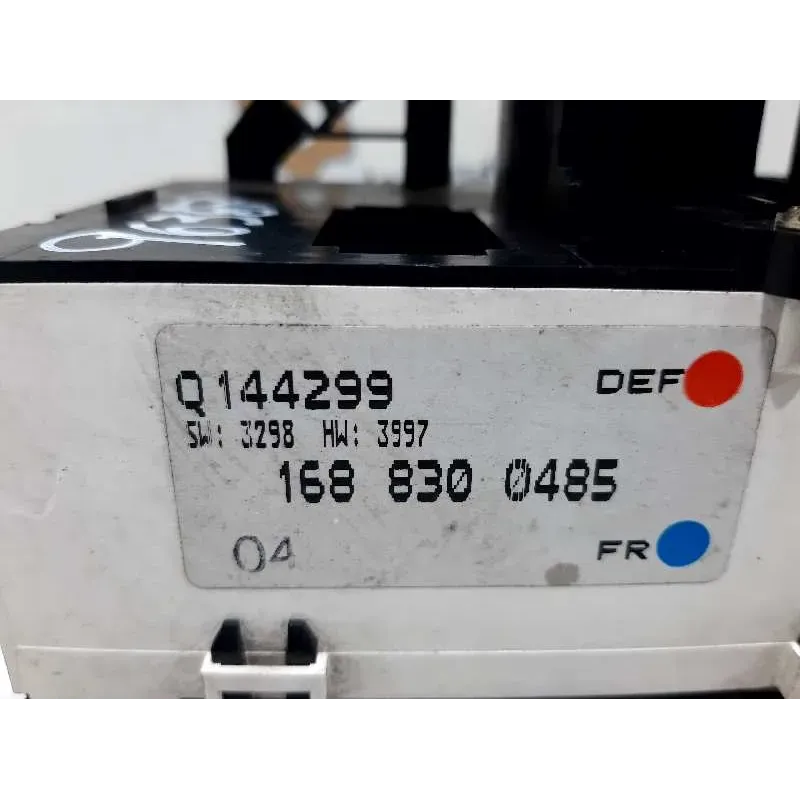 Q144299 DEF
SW: 3298 HW: 3997
168 830 0485
04 FR